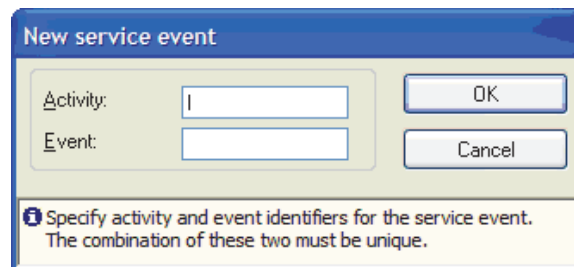 New service event
Activity:
OK
Event:
Cancel
Specify activity and event identifiers for the service event.
The combination of these two must be unique.